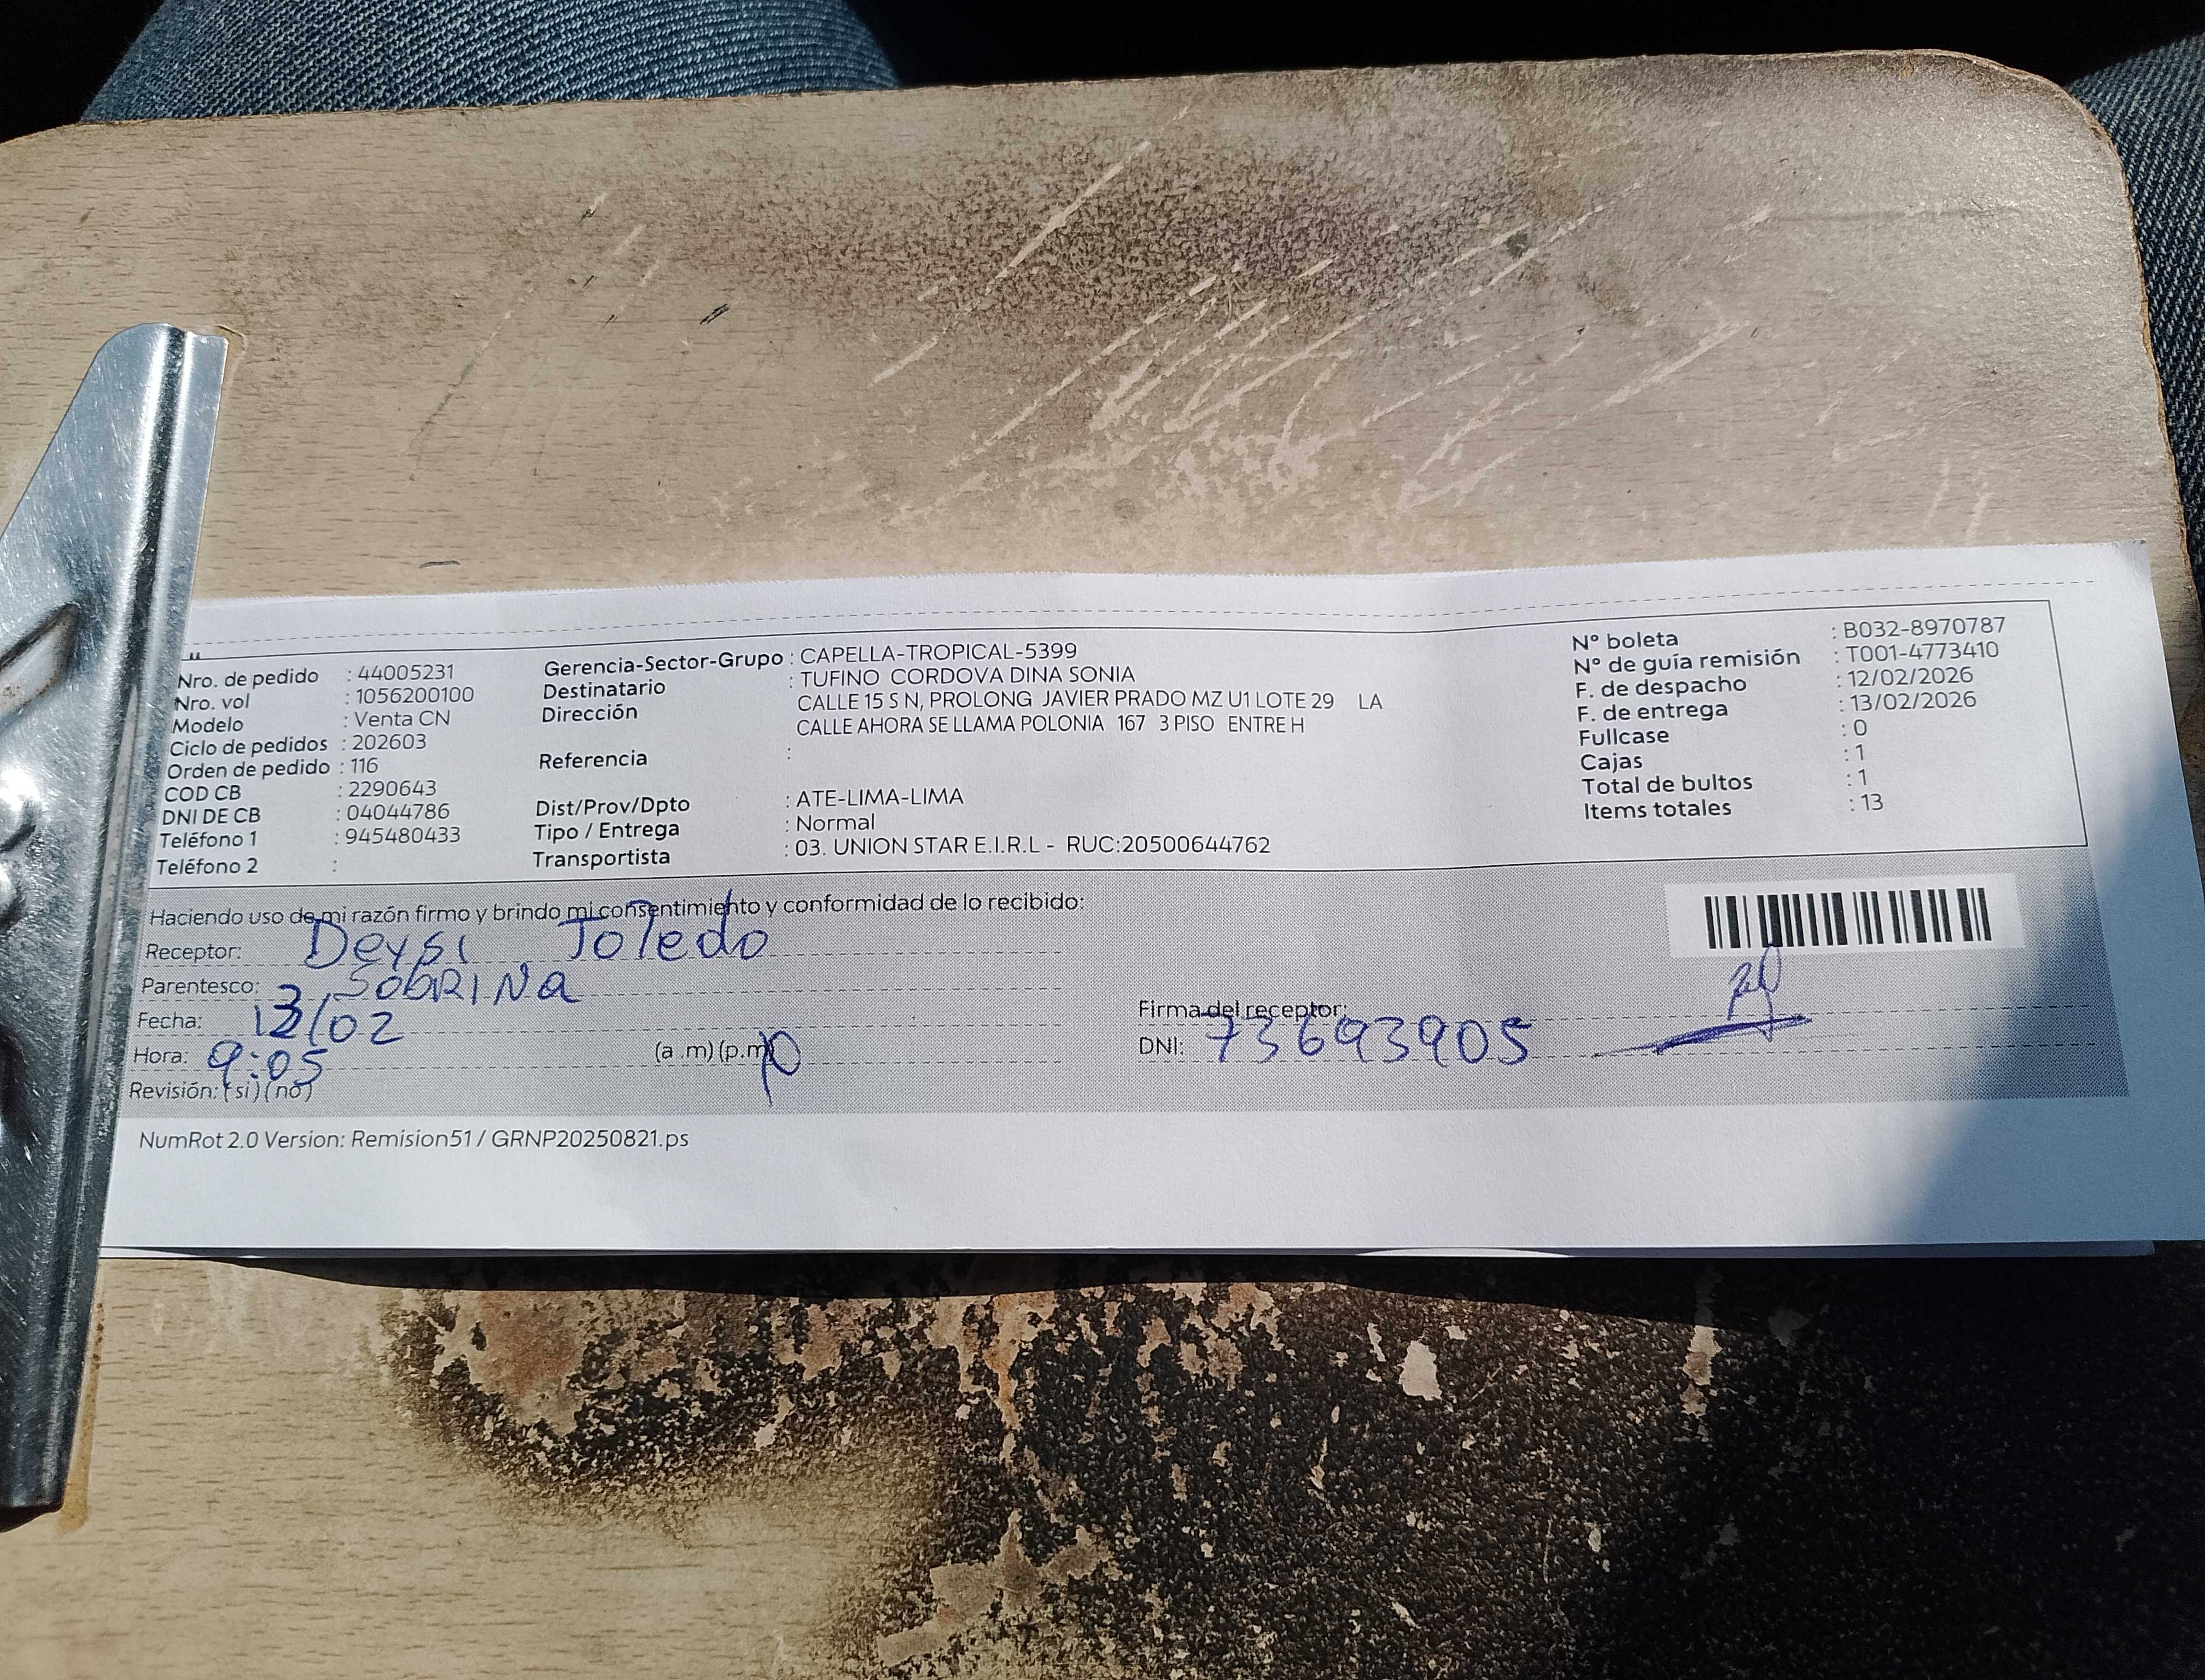 Nro. de pedido : 44005231
Nro. vol : 1056200100
Modelo : Venta CN
Ciclo de pedidos : 202603
Orden de pedido : 116
COD CB : 2290643
DNI DE CB : 04044786
Teléfono 1 : 945480433
Teléfono 2 :
Gerencia-Sector-Grupo : CAPELLA-TROPICAL-5399
Destinatario : TUFINO CORDOVA DINA SONIA
Dirección CALLE 15 S N, PROLONG JAVIER PRADO MZ U1 LOTE 29 LA
CALLE AHORA SE LLAMA POLONIA 167 3 PISO ENTRE H
Referencia :
Dist/Prov/Dpto : ATE-LIMA-LIMA
Tipo / Entrega : Normal
Transportista : 03. UNION STAR E.I.R.L - RUC:20500644762
N° boleta : B032-8970787
N° de guía remisión : T001-4773410
F. de despacho : 12/02/2026
F. de entrega : 13/02/2026
Fullcase : 0
Cajas : 1
Total de bultos : 1
Items totales : 13
Haciendo uso de mi razón firmo y brindo mi consentimiento y conformidad de lo recibido:
Receptor: Deysi Toledo
Parentesco: SOBRINa
Fecha: 13/02
Hora: 9:05 (a .m) (p.m)
Revisión: (si) (no)
Firma del receptor:
DNI: 73693905
NumRot 2.0 Version: Remision51 / GRNP20250821.ps